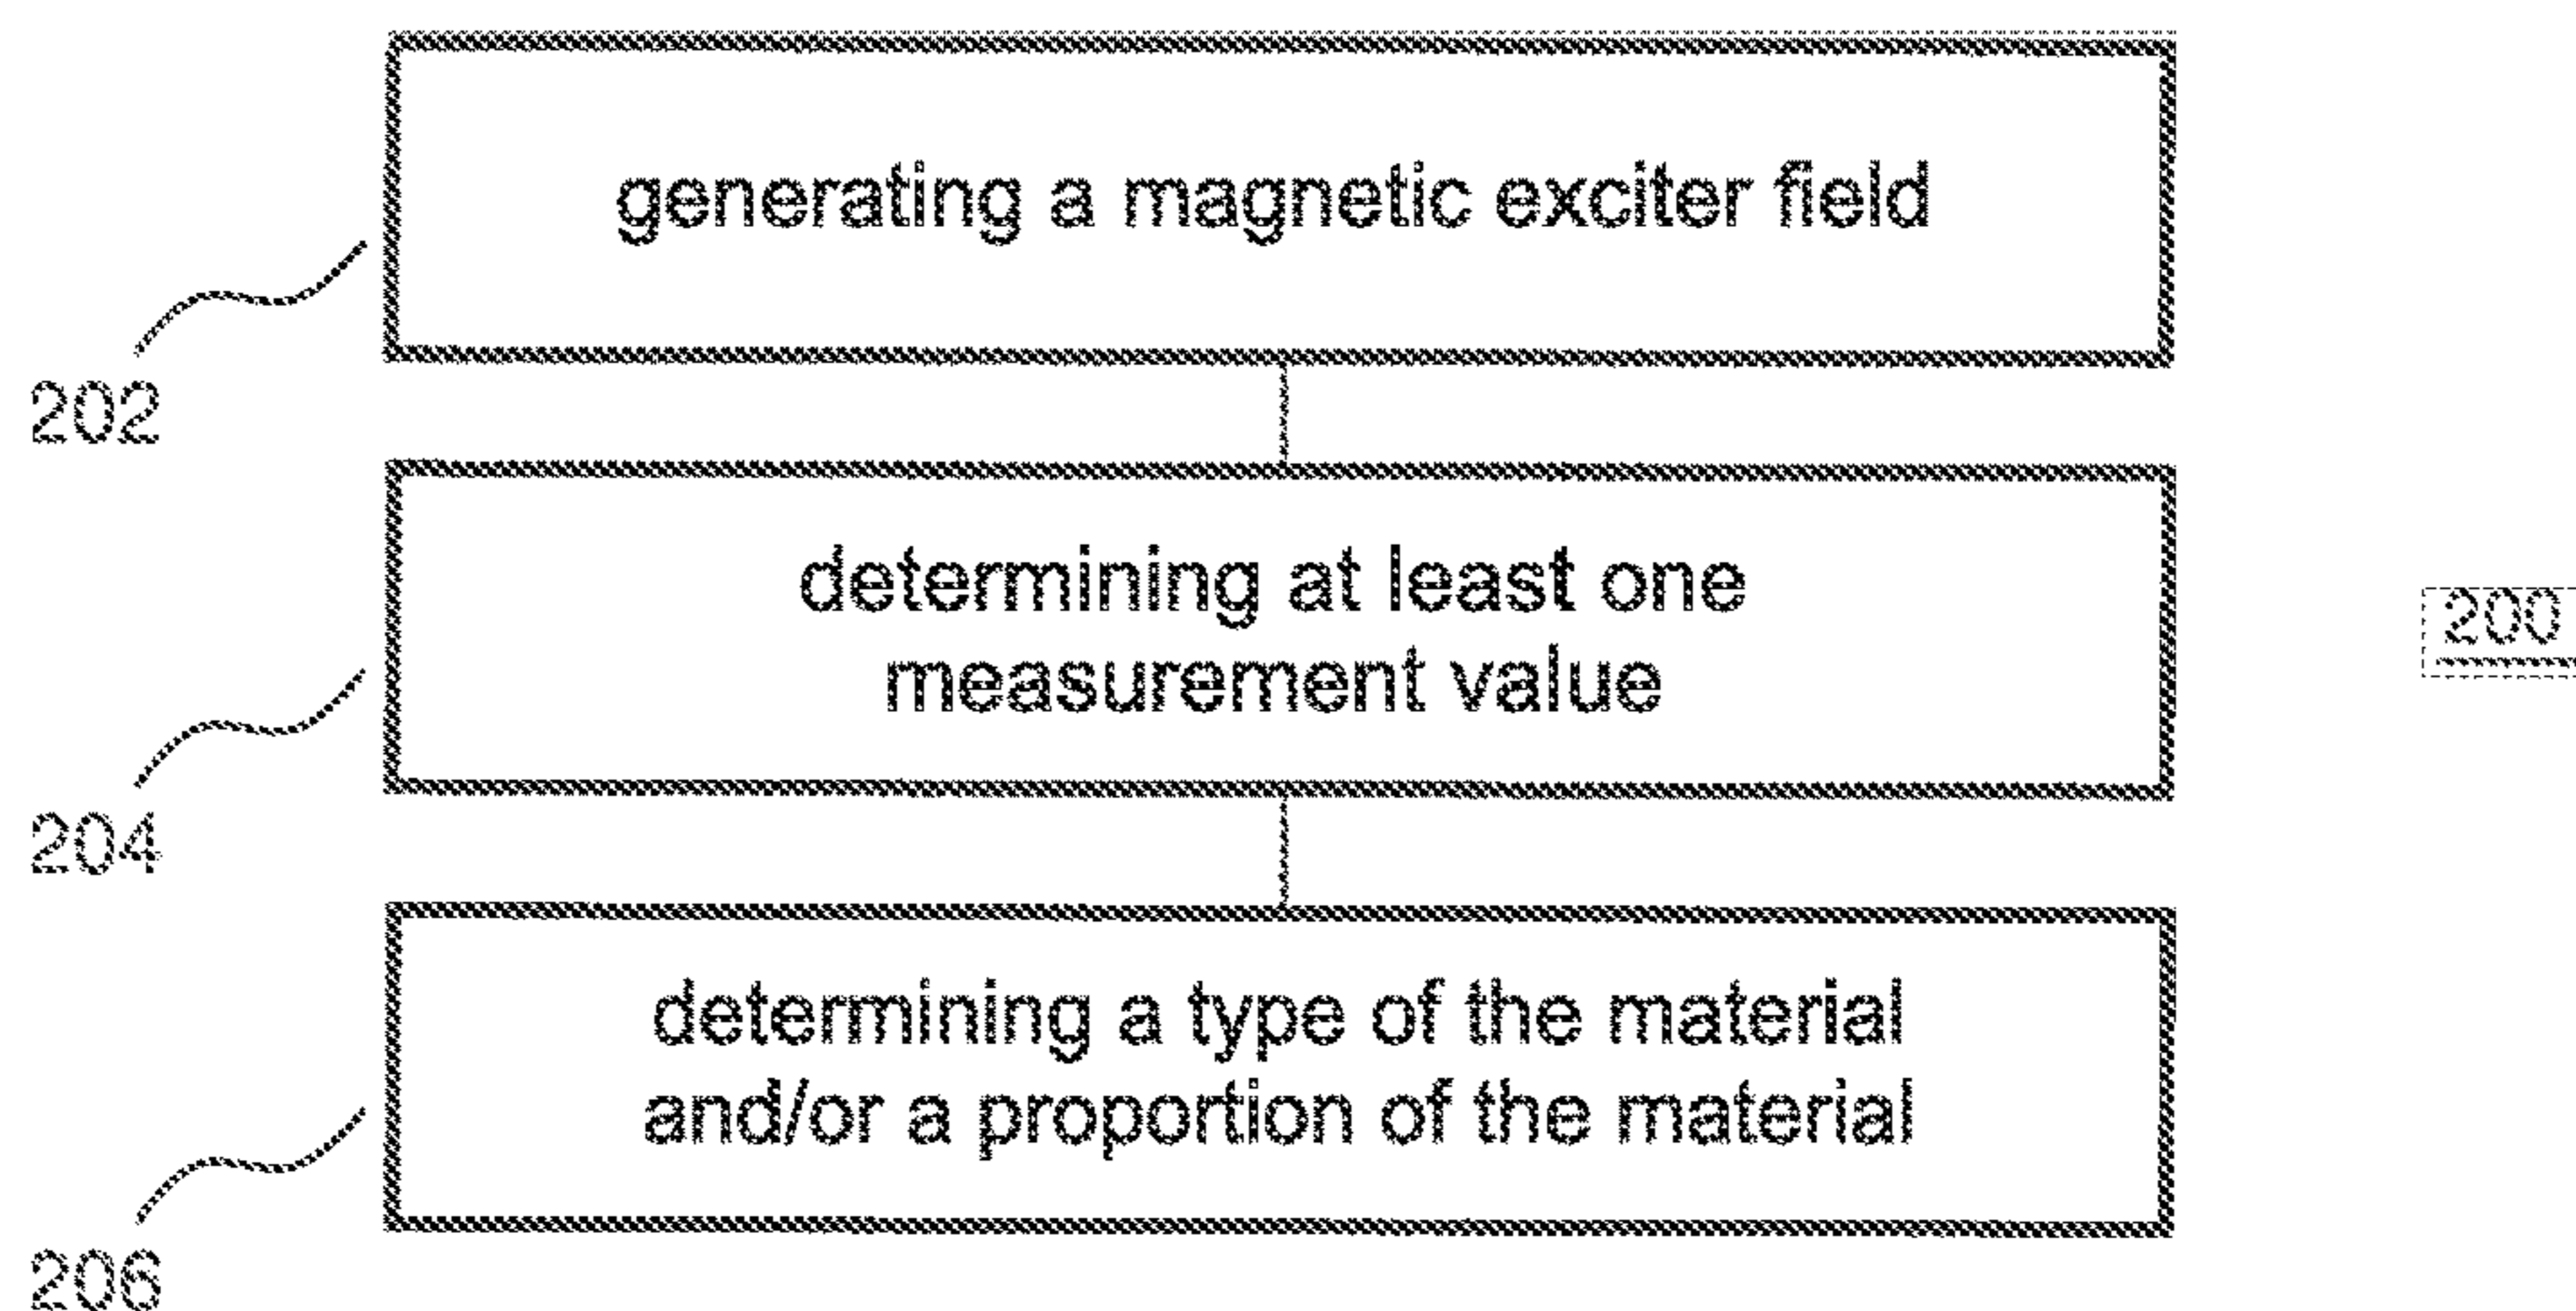 generating a magnetic exciter field
202
determining at least one
measurement value
200
204
determining a type of the material
and/or a proportion of the material
206